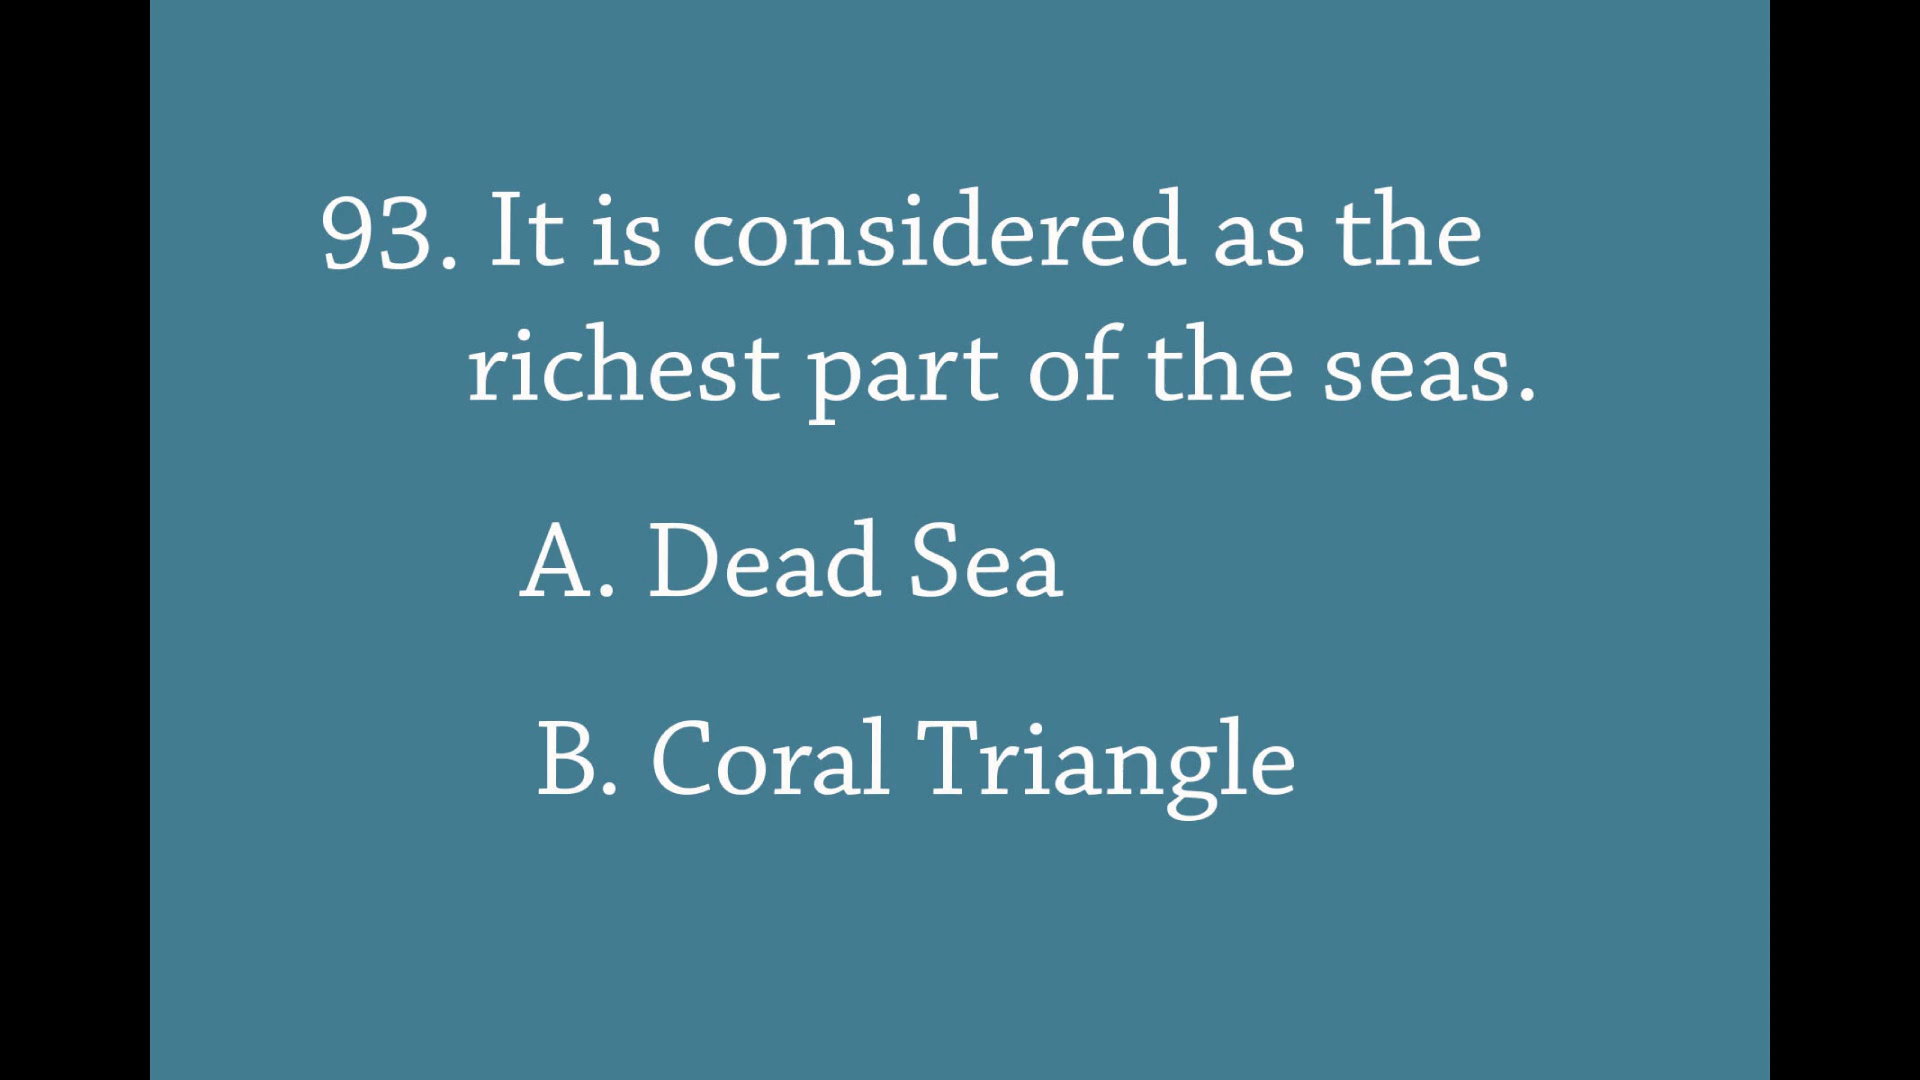 93. It is considered as the
richest part of the seas.
A. Dead Sea
B. Coral Triangle